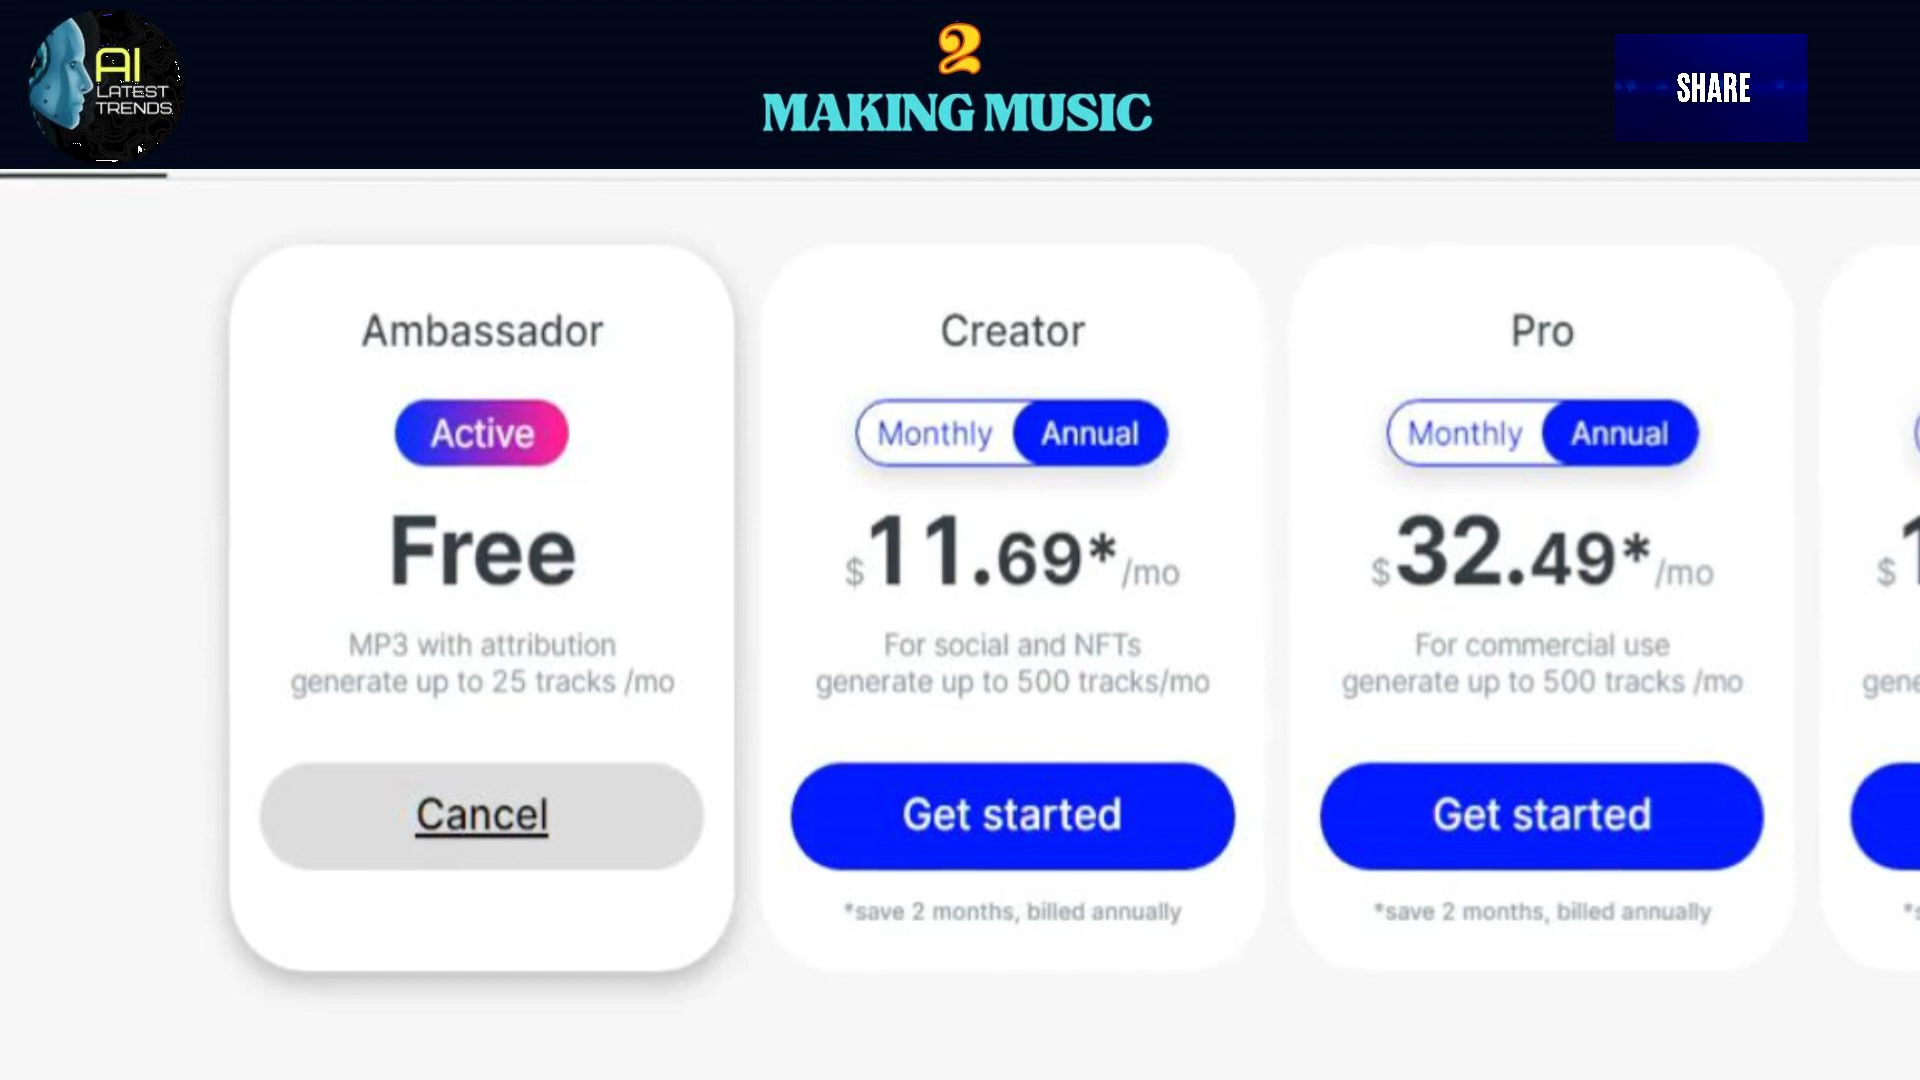 AI
LATEST
TRENDS
2
MAKING MUSIC
SHARE
Ambassador
Active
Free
MP3 with attribution
generate up to 25 tracks /mo
Cancel
Creator
Monthly Annual
$11.69*/mo
For social and NFTs
generate up to 500 tracks/mo
Get started
*save 2 months, billed annually
Pro
Monthly Annual
$32.49*/mo
For commercial use
generate up to 500 tracks /mo
Get started
*save 2 months, billed annually
$